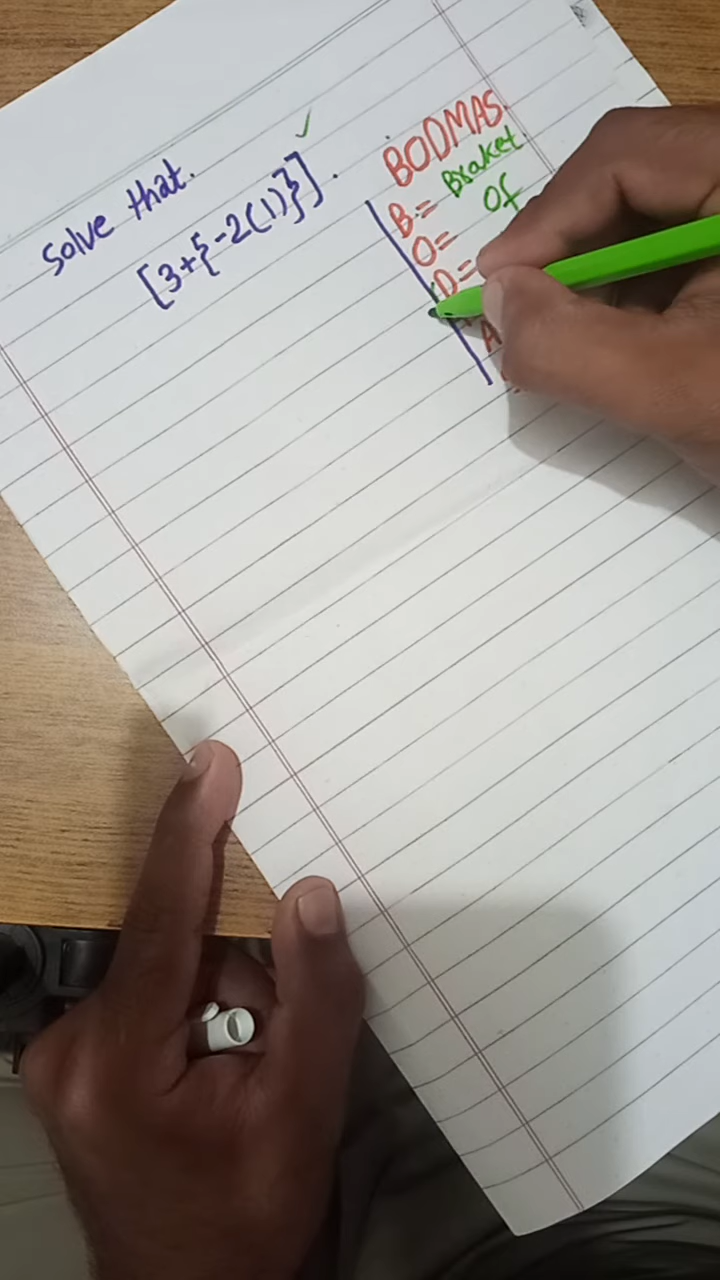 Solve that.
[3+{-2(1)}].
BODMAS.
B = Braket
O = Of
D =
A